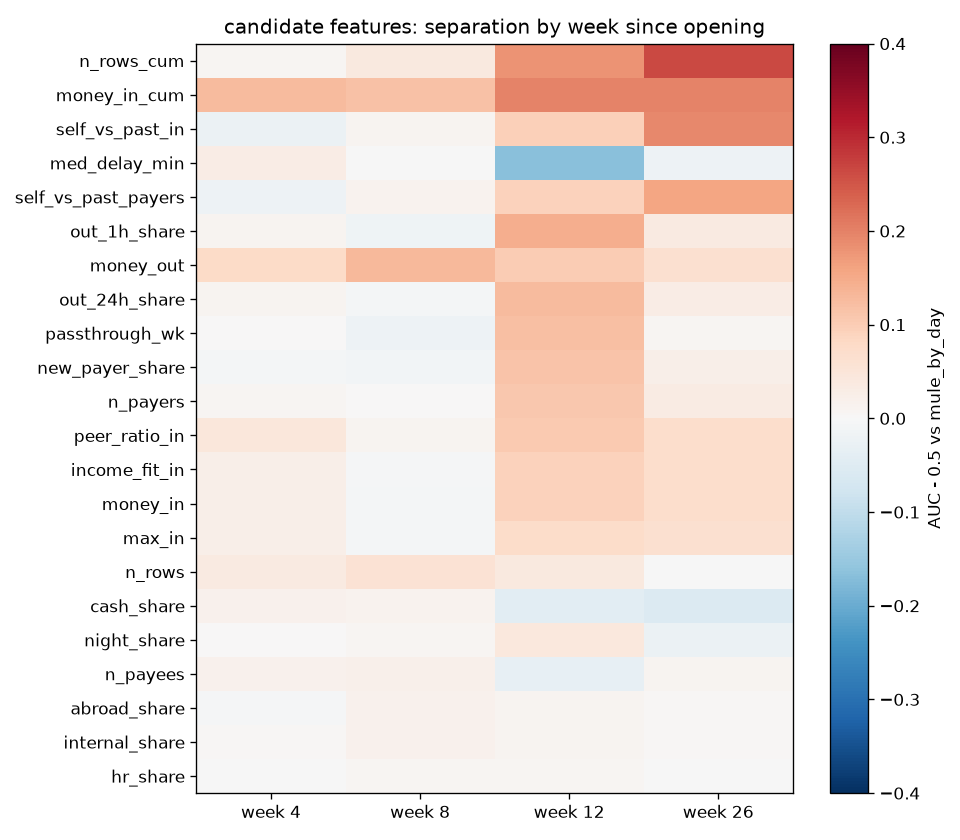 candidate features: separation by week since opening
n_rows_cum
money_in_cum
self_vs_past_in
med_delay_min
self_vs_past_payers
out_1h_share
money_out
out_24h_share
passthrough_wk
new_payer_share
n_payers
peer_ratio_in
income_fit_in
money_in
max_in
n_rows
cash_share
night_share
n_payees
abroad_share
internal_share
hr_share
week 4 week 8 week 12 week 26
0.4
0.3
0.2
0.1
0.0
−0.1
−0.2
−0.3
−0.4
AUC - 0.5 vs mule_by_day